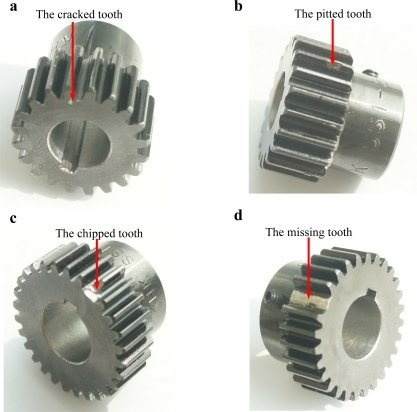 a
The cracked tooth
b
The pitted tooth
c
The chipped tooth
d
The missing tooth